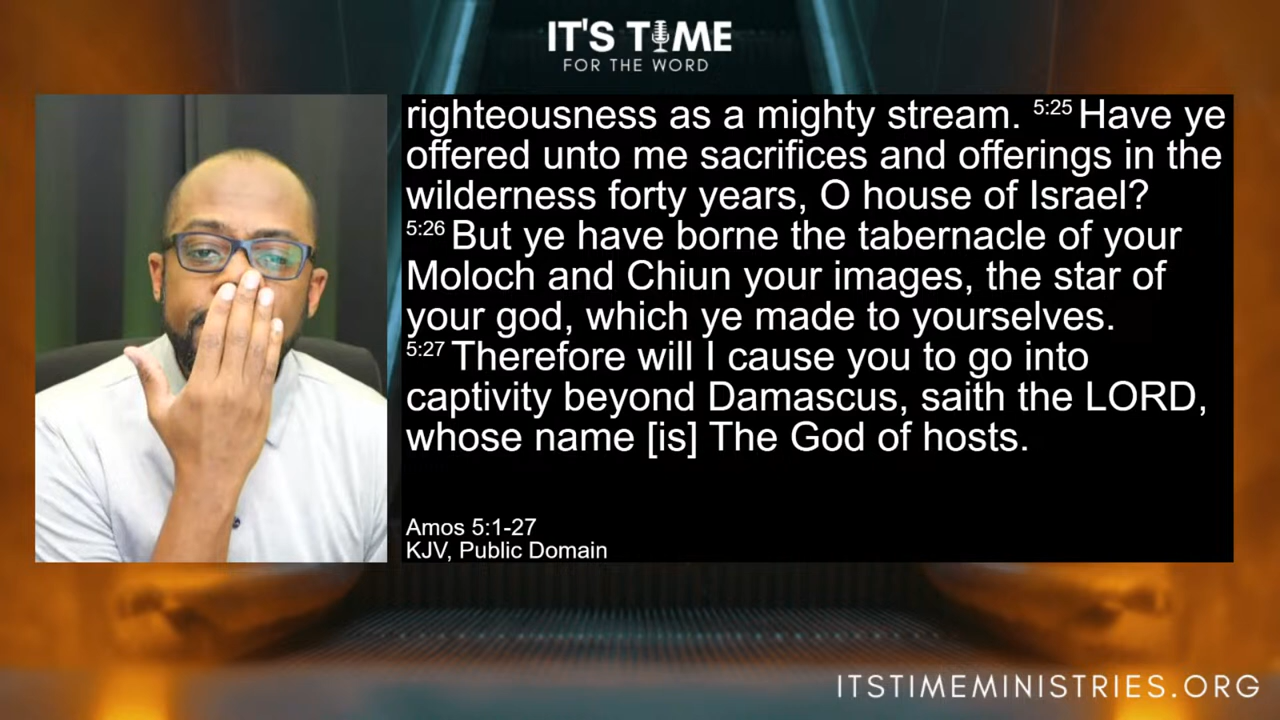 IT'S TIME
FOR THE WORD
righteousness as a mighty stream. 5:25 Have ye
offered unto me sacrifices and offerings in the
wilderness forty years, O house of Israel?
5:26 But ye have borne the tabernacle of your
Moloch and Chiun your images, the star of
your god, which ye made to yourselves.
5:27 Therefore will I cause you to go into
captivity beyond Damascus, saith the LORD,
whose name [is] The God of hosts.
Amos 5:1-27
KJV, Public Domain
ITSTIMEMINISTRIES.ORG